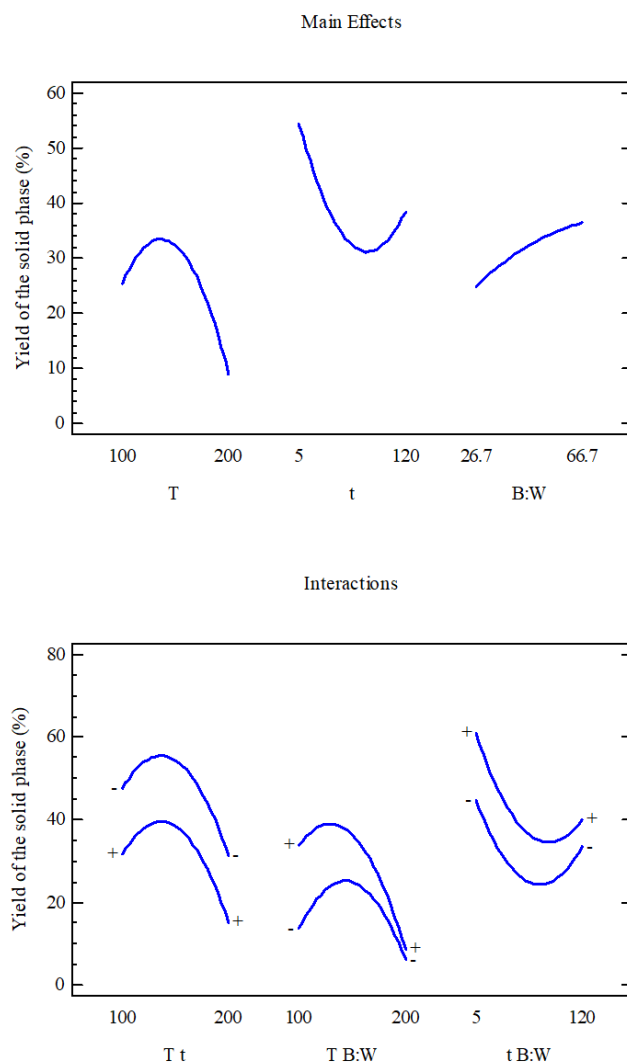 Main Effects
Yield of the solid phase (%)
60
50
40
30
20
10
0
100 200 5 120 26.7 66.7
T t B:W
Interactions
Yield of the solid phase (%)
80
60
40
20
0
- + - + + - + - + - + -
100 200 100 200 5 120
T t T B:W t B:W